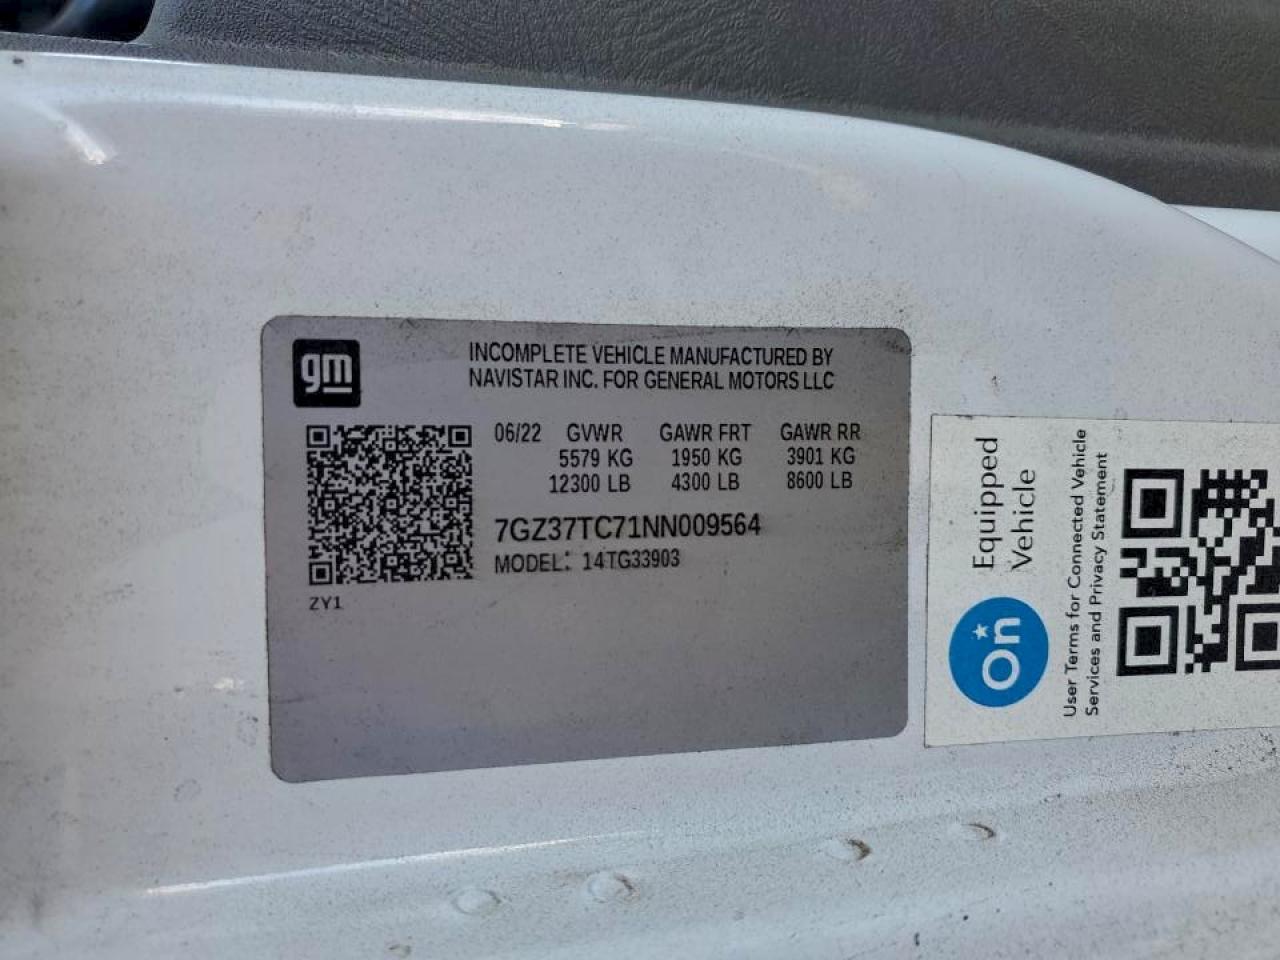 gm
INCOMPLETE VEHICLE MANUFACTURED BY
NAVISTAR INC. FOR GENERAL MOTORS LLC
06/22 GVWR GAWR FRT GAWR RR
5579 KG 1950 KG 3901 KG
12300 LB 4300 LB 8600 LB
7GZ37TC71NN009564
MODEL: 14TG33903
ZY1
On
Equipped
Vehicle
User Terms for Connected Vehicle
Services and Privacy Statement